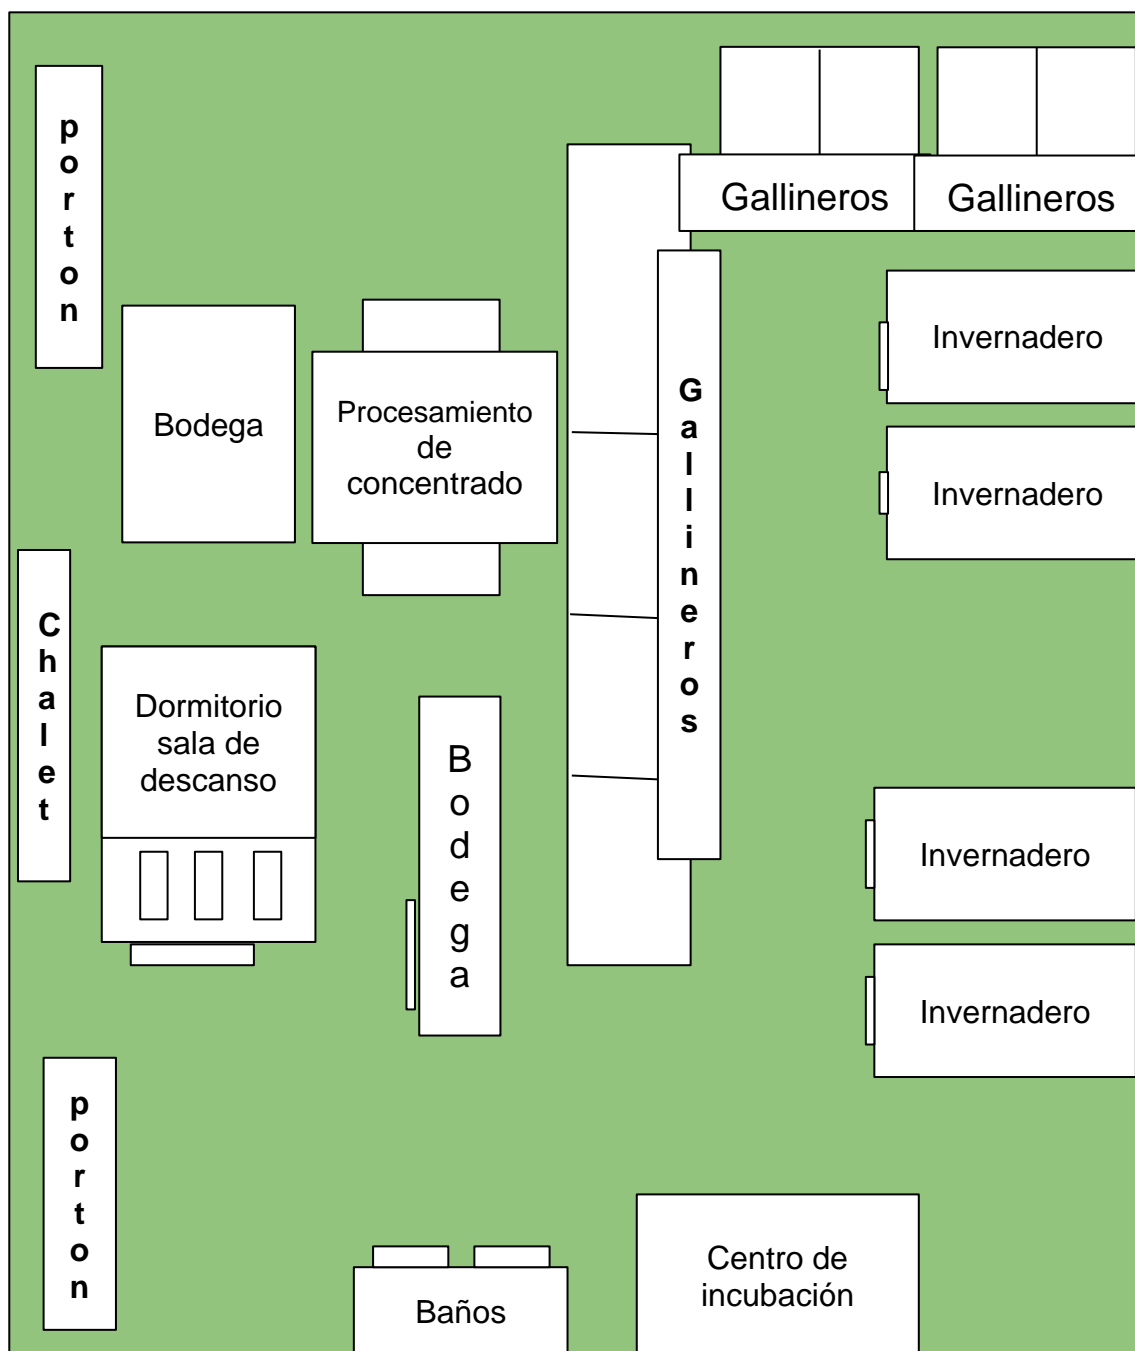 porton
Gallineros
Gallineros
Invernadero
Bodega
Procesamiento
de
concentrado
Gallineros
Invernadero
Chalet
Dormitorio
sala de
descanso
Bodega
Invernadero
Invernadero
porton
Baños
Centro de
incubación